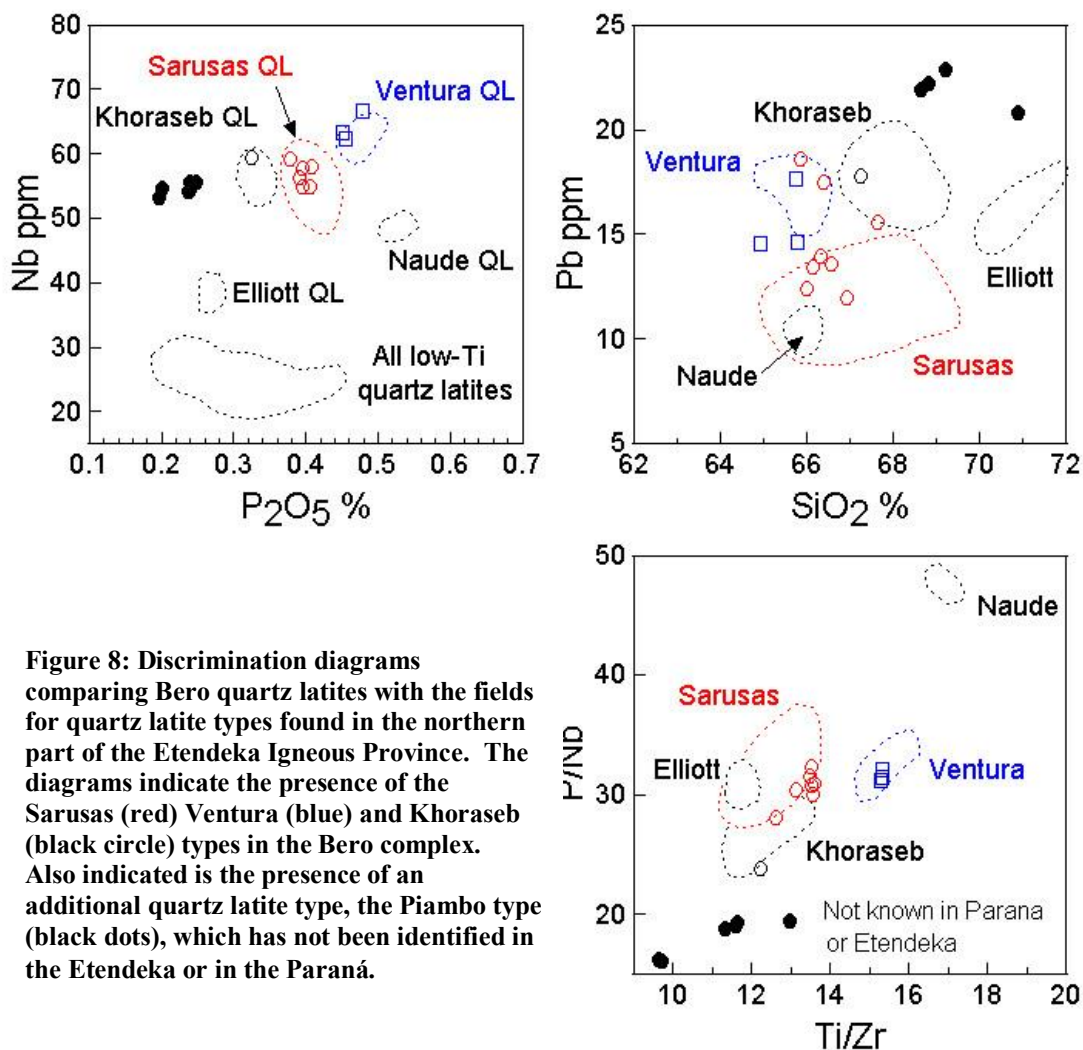 80
70
60
50
40
30
20
Nb ppm
Sarusas QL
Khoraseb QL
Ventura QL
Naude QL
Elliott QL
All low-Ti
quartz latites
0.1 0.2 0.3 0.4 0.5 0.6 0.7
P2O5 %
25
20
15
10
5
Pb ppm
Khoraseb
Ventura
Elliott
Naude
Sarusas
62 64 66 68 70 72
SiO2 %
Figure 8: Discrimination diagrams
comparing Bero quartz latites with the fields
for quartz latite types found in the northern
part of the Etendeka Igneous Province. The
diagrams indicate the presence of the
Sarusas (red) Ventura (blue) and Khoraseb
(black circle) types in the Bero complex.
Also indicated is the presence of an
additional quartz latite type, the Piambo type
(black dots), which has not been identified in
the Etendeka or in the Paraná.
50
40
30
20
Naude
Sarusas
Elliott
Ventura
Khoraseb
Not known in Parana
or Etendeka
10 12 14 16 18 20
Ti/Zr